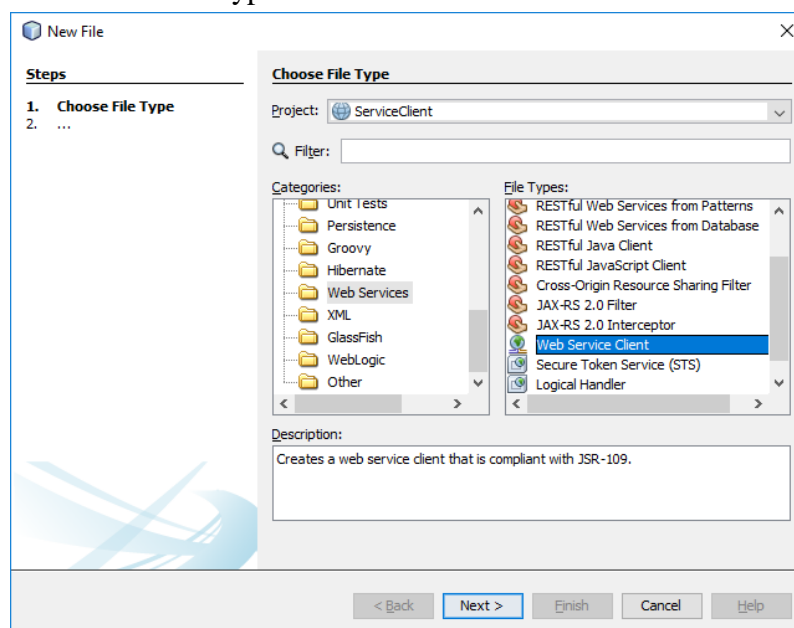 New File
Steps
1. Choose File Type
2. ...
Choose File Type
Project: ServiceClient
Filter:
Categories:
Unit Tests
Persistence
Groovy
Hibernate
Web Services
XML
GlassFish
WebLogic
Other
File Types:
RESTful Web Services from Patterns
RESTful Web Services from Database
RESTful Java Client
RESTful JavaScript Client
Cross-Origin Resource Sharing Filter
JAX-RS 2.0 Filter
JAX-RS 2.0 Interceptor
Web Service Client
Secure Token Service (STS)
Logical Handler
Description:
Creates a web service client that is compliant with JSR-109.
< Back Next > Finish Cancel Help